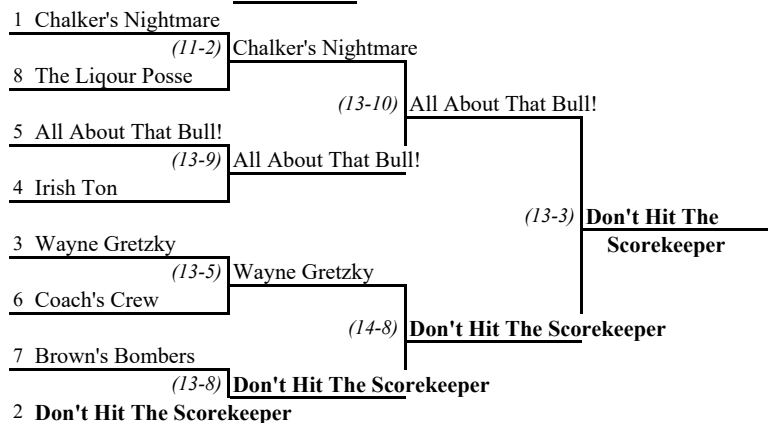 1 Chalker's Nightmare
(11-2) Chalker's Nightmare
8 The Liqour Posse
(13-10) All About That Bull!
5 All About That Bull!
(13-9) All About That Bull!
4 Irish Ton
(13-3) Don't Hit The
Scorekeeper
3 Wayne Gretzky
(13-5) Wayne Gretzky
6 Coach's Crew
(14-8) Don't Hit The Scorekeeper
7 Brown's Bombers
(13-8) Don't Hit The Scorekeeper
2 Don't Hit The Scorekeeper